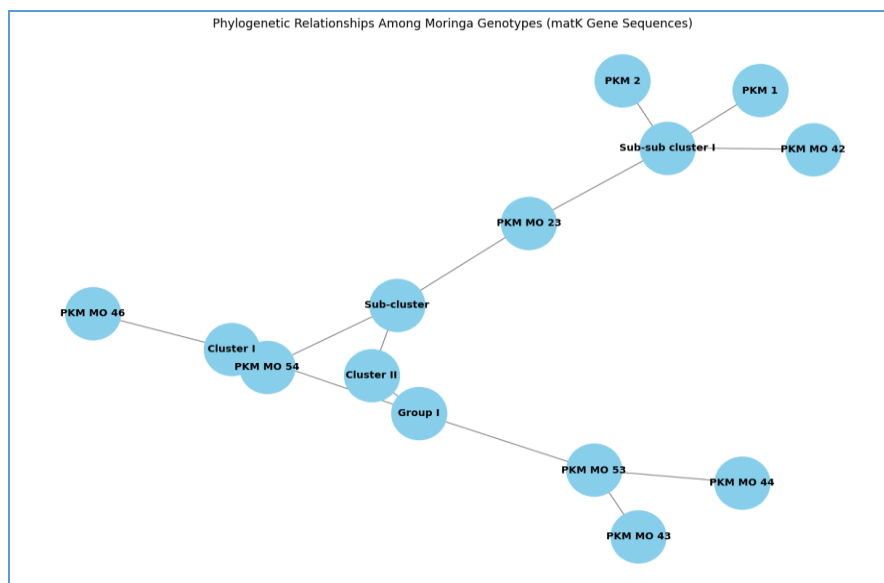 Phylogenetic Relationships Among Moringa Genotypes (matK Gene Sequences)
PKM 2
PKM 1
Sub-sub cluster I
PKM MO 42
PKM MO 23
Sub-cluster
PKM MO 46
Cluster I
PKM MO 54
Cluster II
Group I
PKM MO 53
PKM MO 44
PKM MO 43